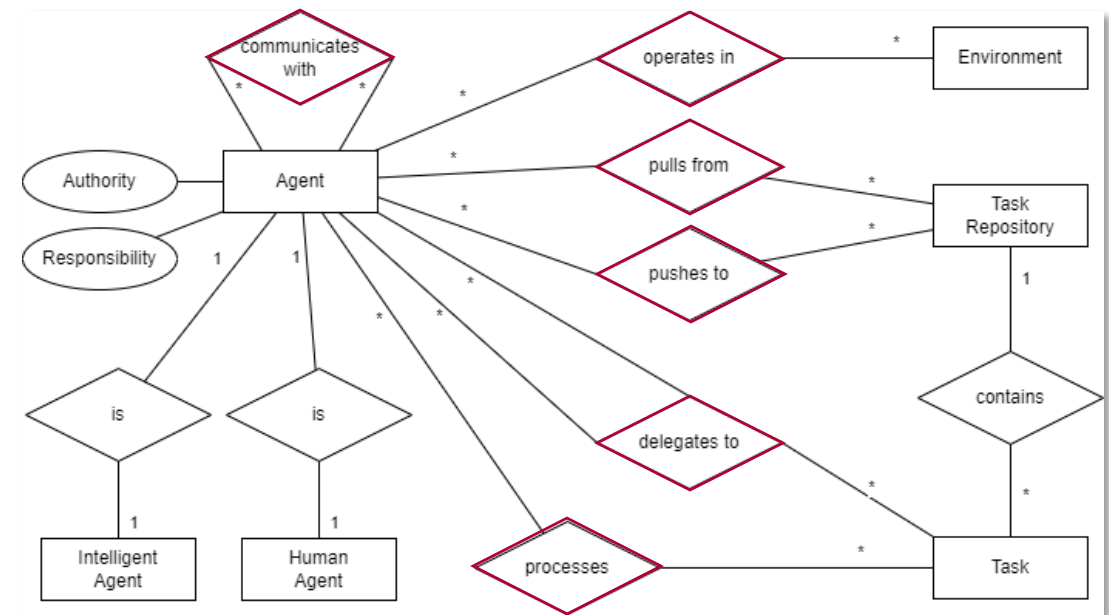 communicates
with
*
*
operates in
*
*
Environment
Authority
Agent
*
pulls from
*
Task
Repository
Responsibility
*
pushes to
*
1
1
*
*
*
1
is
is
contains
delegates to
*
*
1
1
Intelligent
Agent
Human
Agent
processes
*
Task